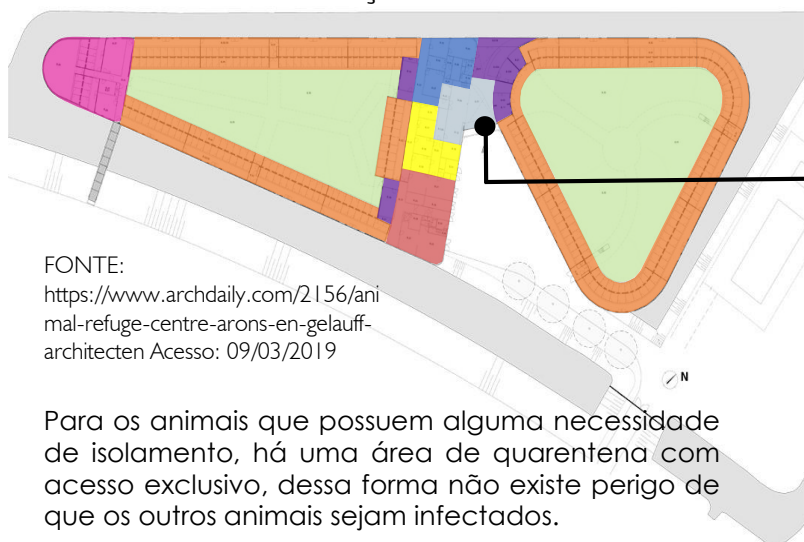 FONTE:
https://www.archdaily.com/2156/ani
mal-refuge-centre-arons-en-gelauff-
architecten Acesso: 09/03/2019
N
Para os animais que possuem alguma necessidade
de isolamento, há uma área de quarentena com
acesso exclusivo, dessa forma não existe perigo de
que os outros animais sejam infectados.